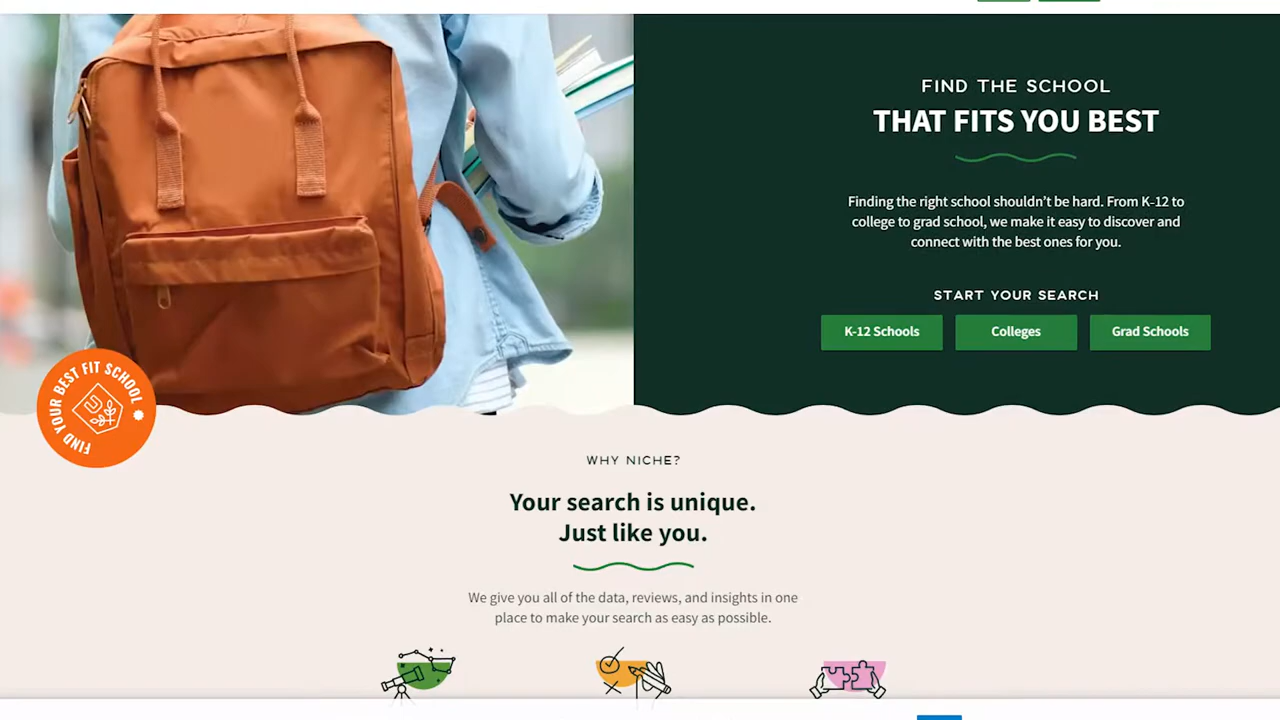 FIND THE SCHOOL
THAT FITS YOU BEST
Finding the right school shouldn't be hard. From K-12 to
college to grad school, we make it easy to discover and
connect with the best ones for you.
START YOUR SEARCH
K-12 Schools
Colleges
Grad Schools
FIND YOUR BEST FIT SCHOOL
WHY NICHE?
Your search is unique.
Just like you.
We give you all of the data, reviews, and insights in one
place to make your search as easy as possible.